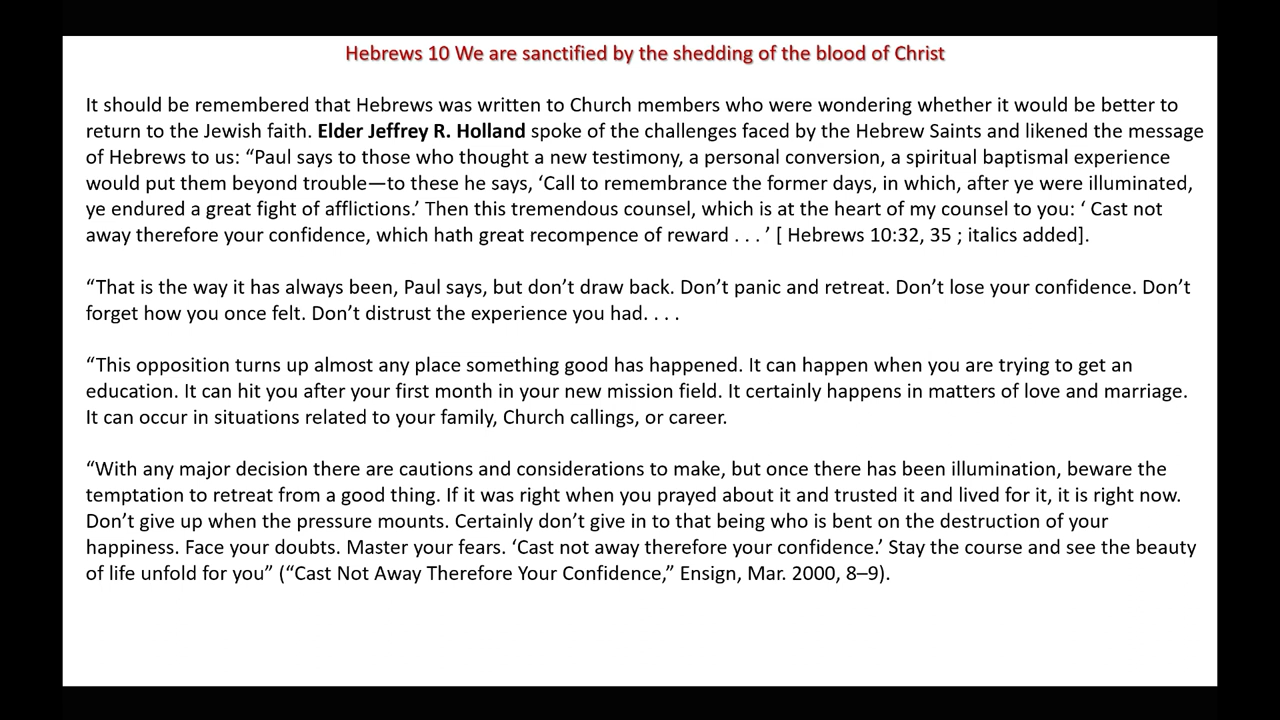 Hebrews 10 We are sanctified by the shedding of the blood of Christ
It should be remembered that Hebrews was written to Church members who were wondering whether it would be better to
return to the Jewish faith. Elder Jeffrey R. Holland spoke of the challenges faced by the Hebrew Saints and likened the message
of Hebrews to us: “Paul says to those who thought a new testimony, a personal conversion, a spiritual baptismal experience
would put them beyond trouble—to these he says, ‘Call to remembrance the former days, in which, after ye were illuminated,
ye endured a great fight of afflictions.’ Then this tremendous counsel, which is at the heart of my counsel to you: ‘ Cast not
away therefore your confidence, which hath great recompence of reward . . . ’ [ Hebrews 10:32, 35 ; italics added].
“That is the way it has always been, Paul says, but don’t draw back. Don’t panic and retreat. Don’t lose your confidence. Don’t
forget how you once felt. Don’t distrust the experience you had. . . .
“This opposition turns up almost any place something good has happened. It can happen when you are trying to get an
education. It can hit you after your first month in your new mission field. It certainly happens in matters of love and marriage.
It can occur in situations related to your family, Church callings, or career.
“With any major decision there are cautions and considerations to make, but once there has been illumination, beware the
temptation to retreat from a good thing. If it was right when you prayed about it and trusted it and lived for it, it is right now.
Don’t give up when the pressure mounts. Certainly don’t give in to that being who is bent on the destruction of your
happiness. Face your doubts. Master your fears. ‘Cast not away therefore your confidence.’ Stay the course and see the beauty
of life unfold for you” (“Cast Not Away Therefore Your Confidence,” Ensign, Mar. 2000, 8–9).